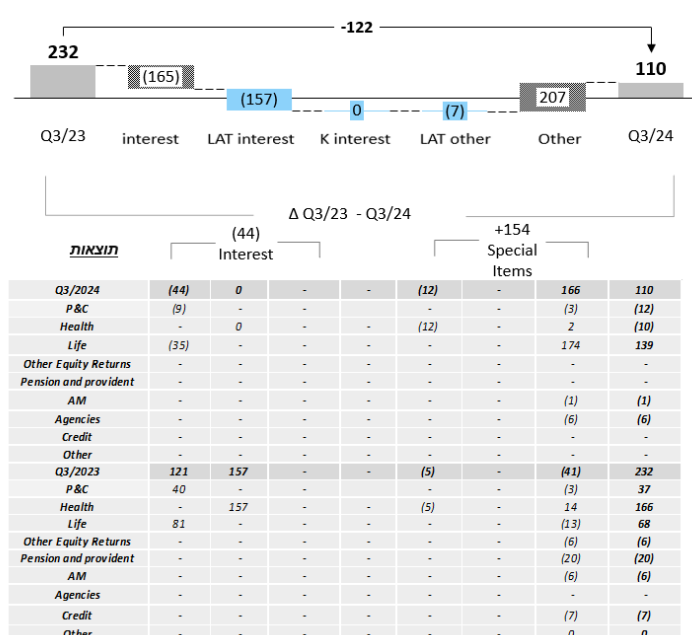 -122
232
110
(165)
(157)
0
(7)
207
Q3/23 interest LAT interest K interest LAT other Other Q3/24
Δ Q3/23 - Q3/24
(44)
Interest
+154
Special
Items
תוצאות
Q3/2024 (44) 0 - - (12) - 166 110
P&C (9) - - - - - (3) (12)
Health - 0 - - (12) - 2 (10)
Life (35) - - - - - 174 139
Other Equity Returns - - - - - - - -
Pension and provident - - - - - - - -
AM - - - - - - (1) (1)
Agencies - - - - - - (6) (6)
Credit - - - - - - - -
Other - - - - - - - -
Q3/2023 121 157 - - (5) - (41) 232
P&C 40 - - - - - (3) 37
Health - 157 - - (5) - 14 166
Life 81 - - - - - (13) 68
Other Equity Returns - - - - - - (6) (6)
Pension and provident - - - - - - (20) (20)
AM - - - - - - (6) (6)
Agencies - - - - - - - -
Credit - - - - - - (7) (7)
Other - - - - - - 0 0